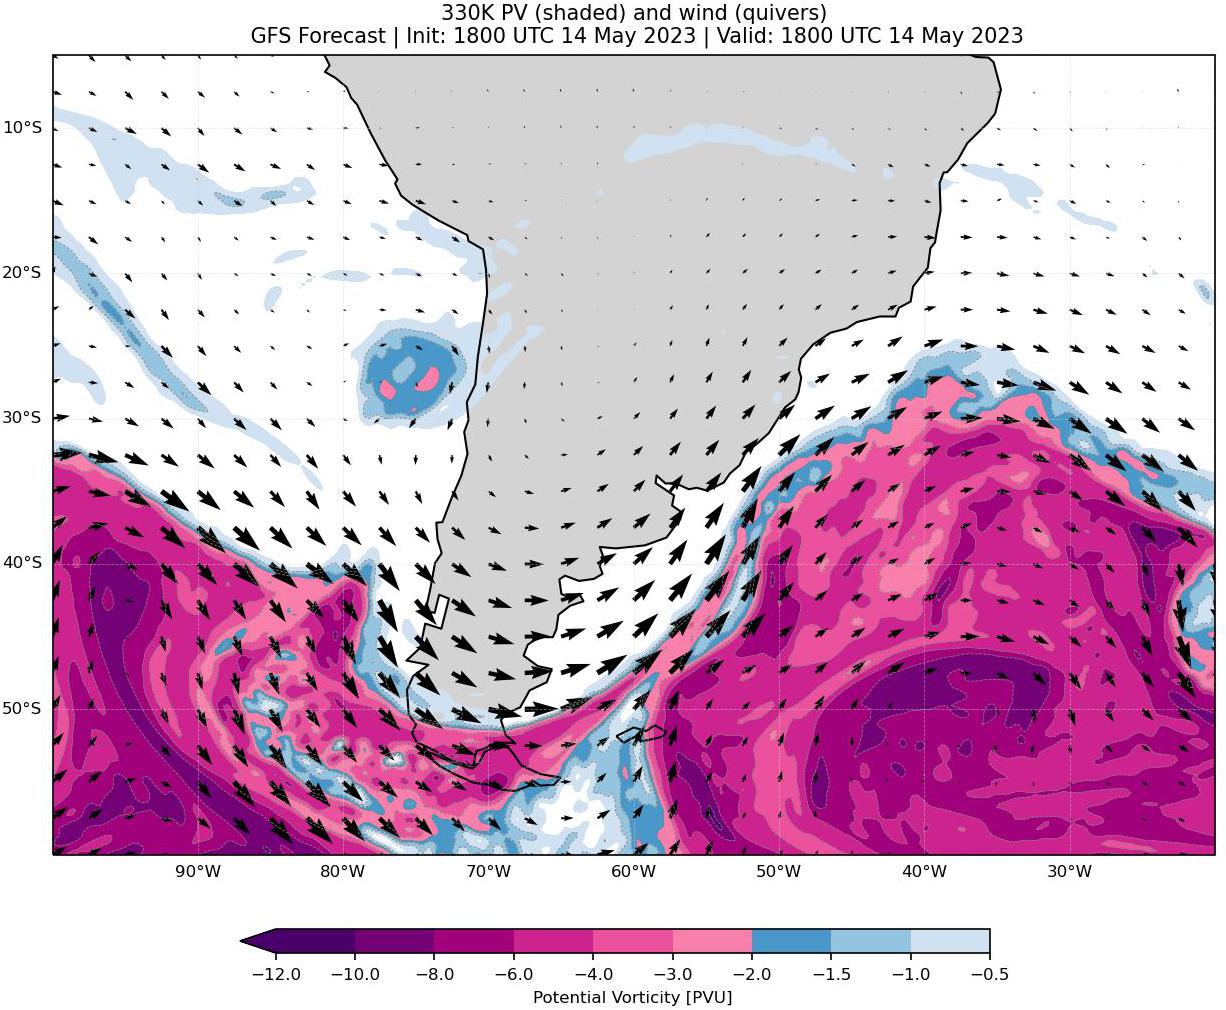 330K PV (shaded) and wind (quivers)
GFS Forecast | Init: 1800 UTC 14 May 2023 | Valid: 1800 UTC 14 May 2023
10°S
20°S
30°S
40°S
50°S
90°W 80°W 70°W 60°W 50°W 40°W 30°W
−12.0 −10.0 −8.0 −6.0 −4.0 −3.0 −2.0 −1.5 −1.0 −0.5
Potential Vorticity [PVU]